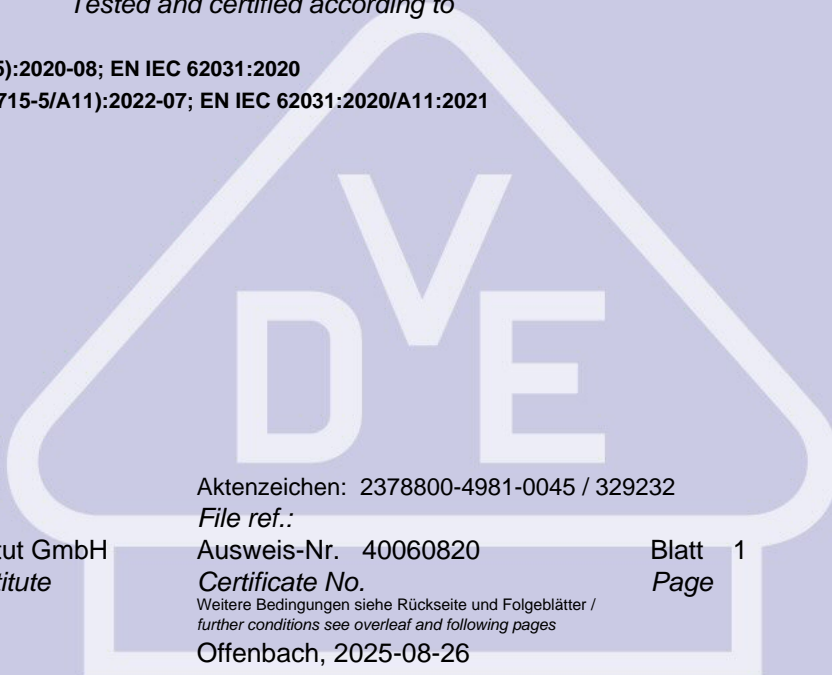 Tested and certified according to
5):2020-08; EN IEC 62031:2020
715-5/A11):2022-07; EN IEC 62031:2020/A11:2021
DVE
Aktenzeichen: 2378800-4981-0045 / 329232
File ref.:
tut GmbH Ausweis-Nr. 40060820 Blatt 1
titute Certificate No. Page
Weitere Bedingungen siehe Rückseite und Folgeblätter /
further conditions see overleaf and following pages
Offenbach, 2025-08-26